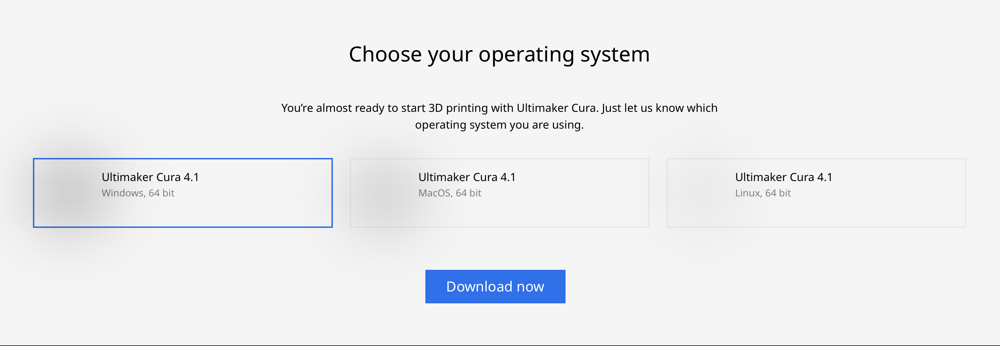 Choose your operating system
You’re almost ready to start 3D printing with Ultimaker Cura. Just let us know which
operating system you are using.
Ultimaker Cura 4.1
Windows, 64 bit
Ultimaker Cura 4.1
MacOS, 64 bit
Ultimaker Cura 4.1
Linux, 64 bit
Download now